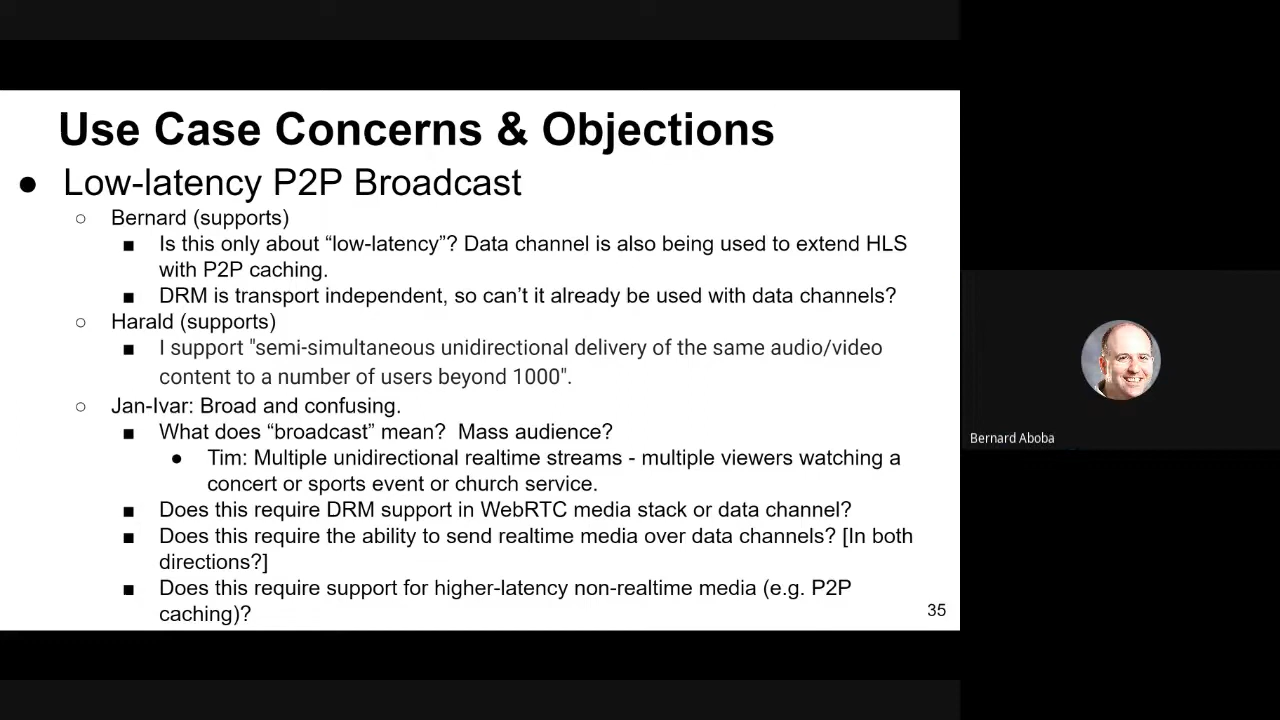 Use Case Concerns & Objections
● Low-latency P2P Broadcast
○ Bernard (supports)
■ Is this only about “low-latency”? Data channel is also being used to extend HLS
with P2P caching.
■ DRM is transport independent, so can’t it already be used with data channels?
○ Harald (supports)
■ I support "semi-simultaneous unidirectional delivery of the same audio/video
content to a number of users beyond 1000".
○ Jan-Ivar: Broad and confusing.
■ What does “broadcast” mean?  Mass audience?
● Tim: Multiple unidirectional realtime streams - multiple viewers watching a
concert or sports event or church service.
■ Does this require DRM support in WebRTC media stack or data channel?
■ Does this require the ability to send realtime media over data channels? [In both
directions?]
■ Does this require support for higher-latency non-realtime media (e.g. P2P
caching)?
35
Bernard Aboba